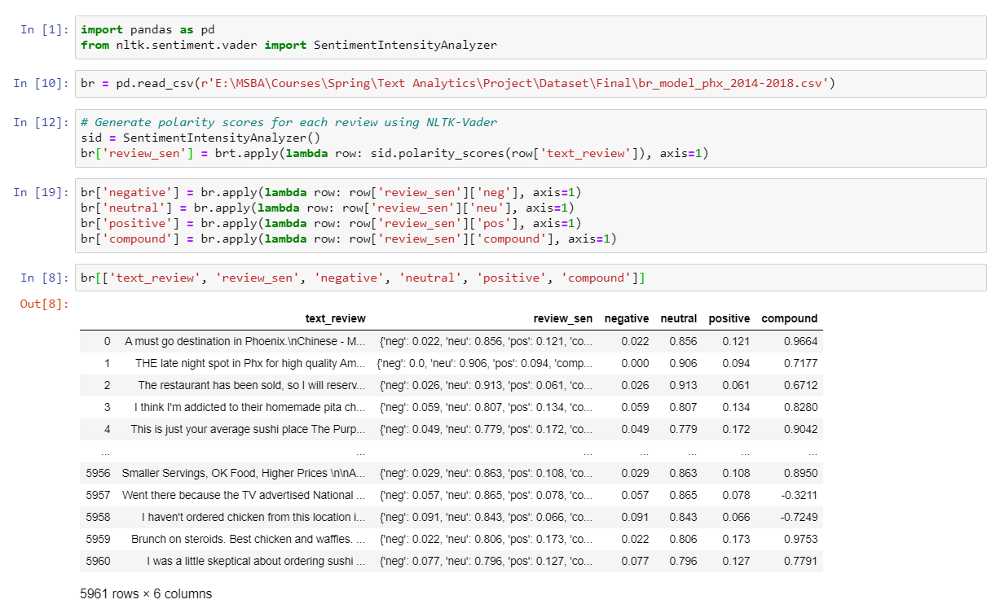 In [1]: import pandas as pd
from nltk.sentiment.vader import SentimentIntensityAnalyzer
In [10]: br = pd.read_csv(r'E:\MSBA\Courses\Spring\Text Analytics\Project\Dataset\Final\br_model_phx_2014-2018.csv')
In [12]: # Generate polarity scores for each review using NLTK-Vader
sid = SentimentIntensityAnalyzer()
br['review_sen'] = brt.apply(lambda row: sid.polarity_scores(row['text_review']), axis=1)
In [19]: br['negative'] = br.apply(lambda row: row['review_sen']['neg'], axis=1)
br['neutral'] = br.apply(lambda row: row['review_sen']['neu'], axis=1)
br['positive'] = br.apply(lambda row: row['review_sen']['pos'], axis=1)
br['compound'] = br.apply(lambda row: row['review_sen']['compound'], axis=1)
In [8]: br[['text_review', 'review_sen', 'negative', 'neutral', 'positive', 'compound']]
Out[8]:
text_review review_sen negative neutral positive compound
0 A must go destination in Phoenix.\nChinese - M... {'neg': 0.022, 'neu': 0.856, 'pos': 0.121, 'co... 0.022 0.856 0.121 0.9664
1 THE late night spot in Phx for high quality Am... {'neg': 0.0, 'neu': 0.906, 'pos': 0.094, 'comp... 0.000 0.906 0.094 0.7177
2 The restaurant has been sold, so I will reserv... {'neg': 0.026, 'neu': 0.913, 'pos': 0.061, 'co... 0.026 0.913 0.061 0.6712
3 I think I'm addicted to their homemade pita ch... {'neg': 0.059, 'neu': 0.807, 'pos': 0.134, 'co... 0.059 0.807 0.134 0.8280
4 This is just your average sushi place The Purp... {'neg': 0.049, 'neu': 0.779, 'pos': 0.172, 'co... 0.049 0.779 0.172 0.9042
... ... ... ... ... ... ...
5956 Smaller Servings, OK Food, Higher Prices \n\nA... {'neg': 0.029, 'neu': 0.863, 'pos': 0.108, 'co... 0.029 0.863 0.108 0.8950
5957 Went there because the TV advertised National ... {'neg': 0.057, 'neu': 0.865, 'pos': 0.078, 'co... 0.057 0.865 0.078 -0.3211
5958 I haven't ordered chicken from this location i... {'neg': 0.091, 'neu': 0.843, 'pos': 0.066, 'co... 0.091 0.843 0.066 -0.7249
5959 Brunch on steroids. Best chicken and waffles. ... {'neg': 0.022, 'neu': 0.806, 'pos': 0.173, 'co... 0.022 0.806 0.173 0.9753
5960 I was a little skeptical about ordering sushi ... {'neg': 0.077, 'neu': 0.796, 'pos': 0.127, 'co... 0.077 0.796 0.127 0.7791
5961 rows × 6 columns